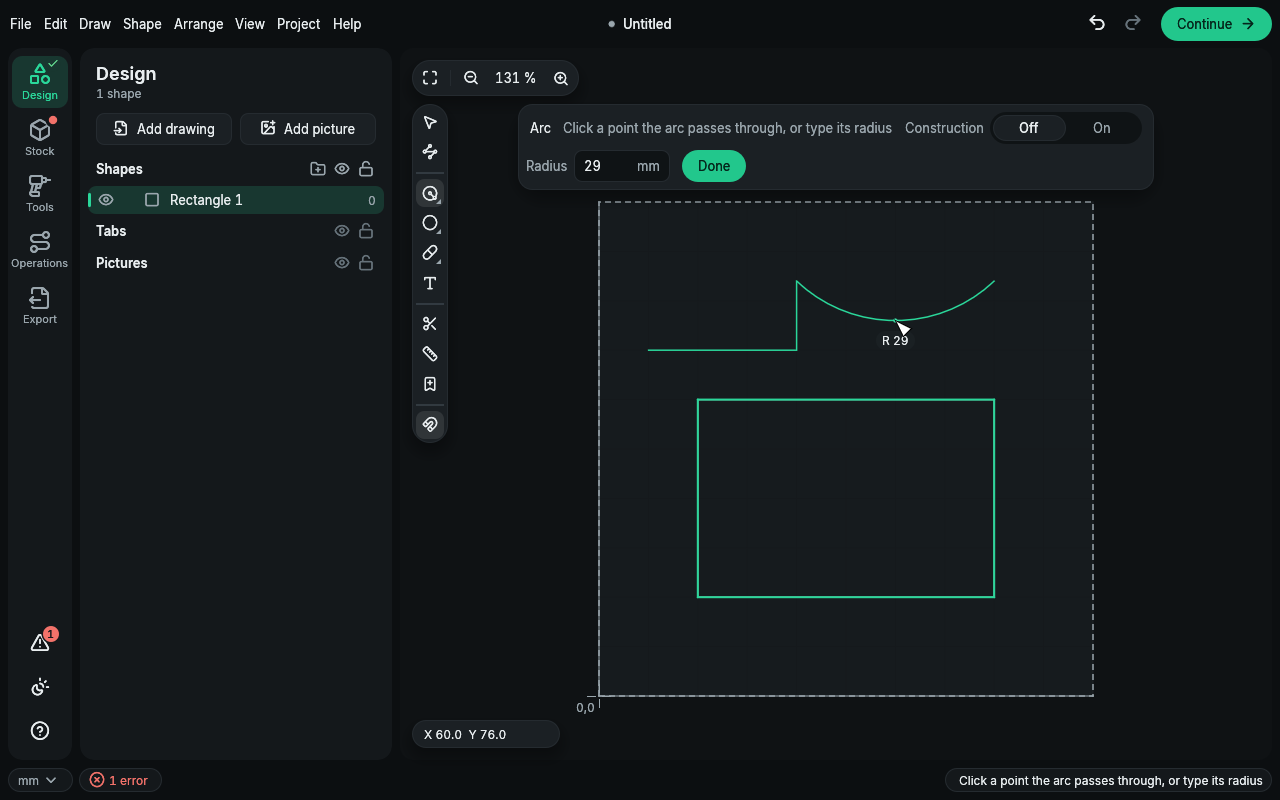 File Edit Draw Shape Arrange View Project Help
Untitled
Continue
Design
Stock
Tools
Operations
Export
1
Design
1 shape
Add drawing
Add picture
Shapes
Rectangle 1
0
Tabs
Pictures
131 %
Arc Click a point the arc passes through, or type its radius Construction Off On
Radius 29 mm Done
R 29
0,0
X 60.0 Y 76.0
mm
1 error
Click a point the arc passes through, or type its radius